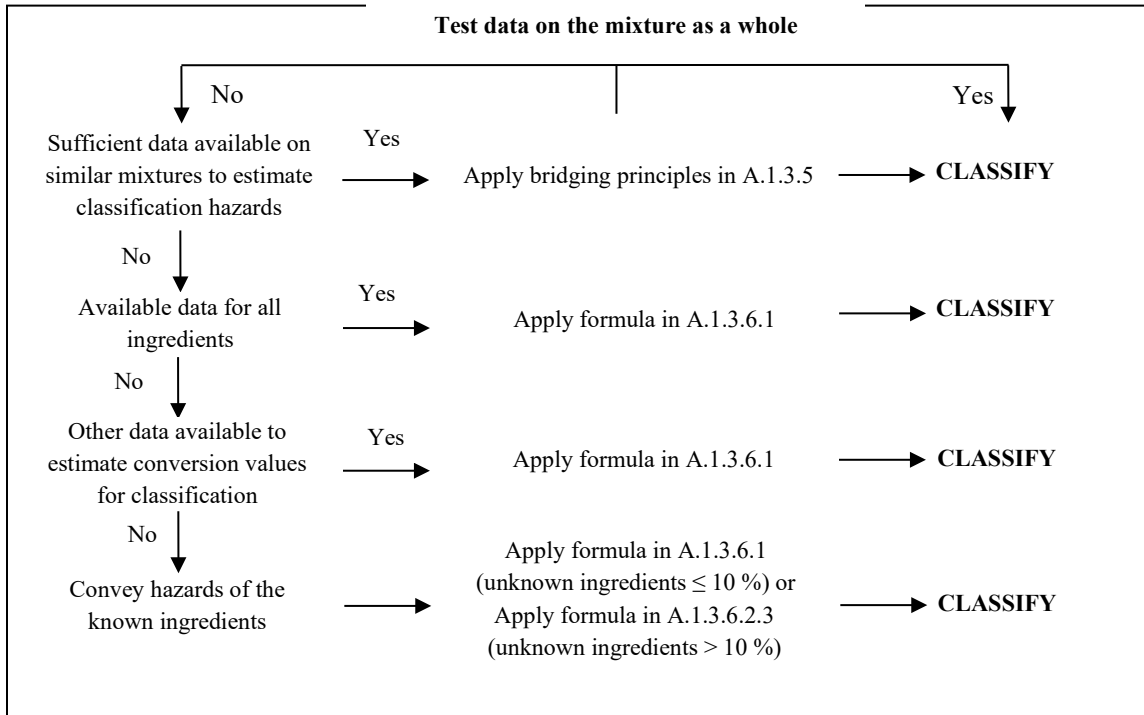 Test data on the mixture as a whole
No
Yes
Sufficient data available on
similar mixtures to estimate
classification hazards
Yes
Apply bridging principles in A.1.3.5
CLASSIFY
No
Available data for all
ingredients
Yes
Apply formula in A.1.3.6.1
CLASSIFY
No
Other data available to
estimate conversion values
for classification
Yes
Apply formula in A.1.3.6.1
CLASSIFY
No
Convey hazards of the
known ingredients
Apply formula in A.1.3.6.1
(unknown ingredients ≤ 10 %) or
Apply formula in A.1.3.6.2.3
(unknown ingredients > 10 %)
CLASSIFY